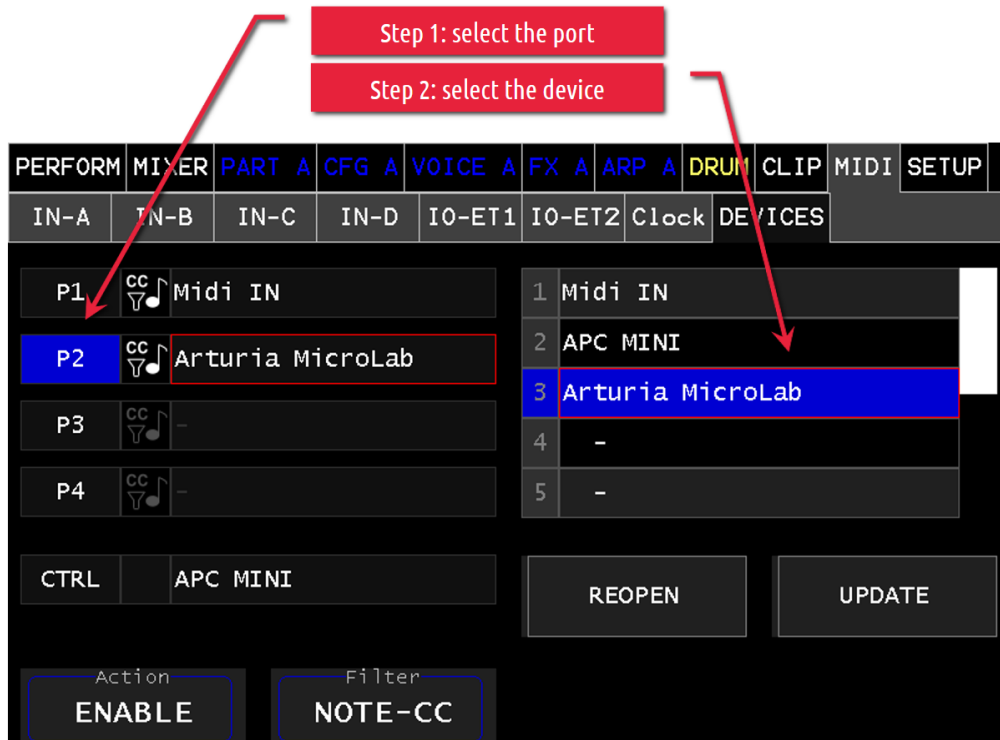 Step 1: select the port
Step 2: select the device
PERFORM MIXER PART A CFG A VOICE A FX A ARP A DRUM CLIP MIDI SETUP
IN-A IN-B IN-C IN-D IO-ET1 IO-ET2 Clock DEVICES
P1 CC Midi IN
P2 CC Arturia MicroLab
P3 CC -
P4 CC -
CTRL APC MINI
1 Midi IN
2 APC MINI
3 Arturia MicroLab
4 -
5 -
REOPEN UPDATE
Action Filter
ENABLE NOTE-CC